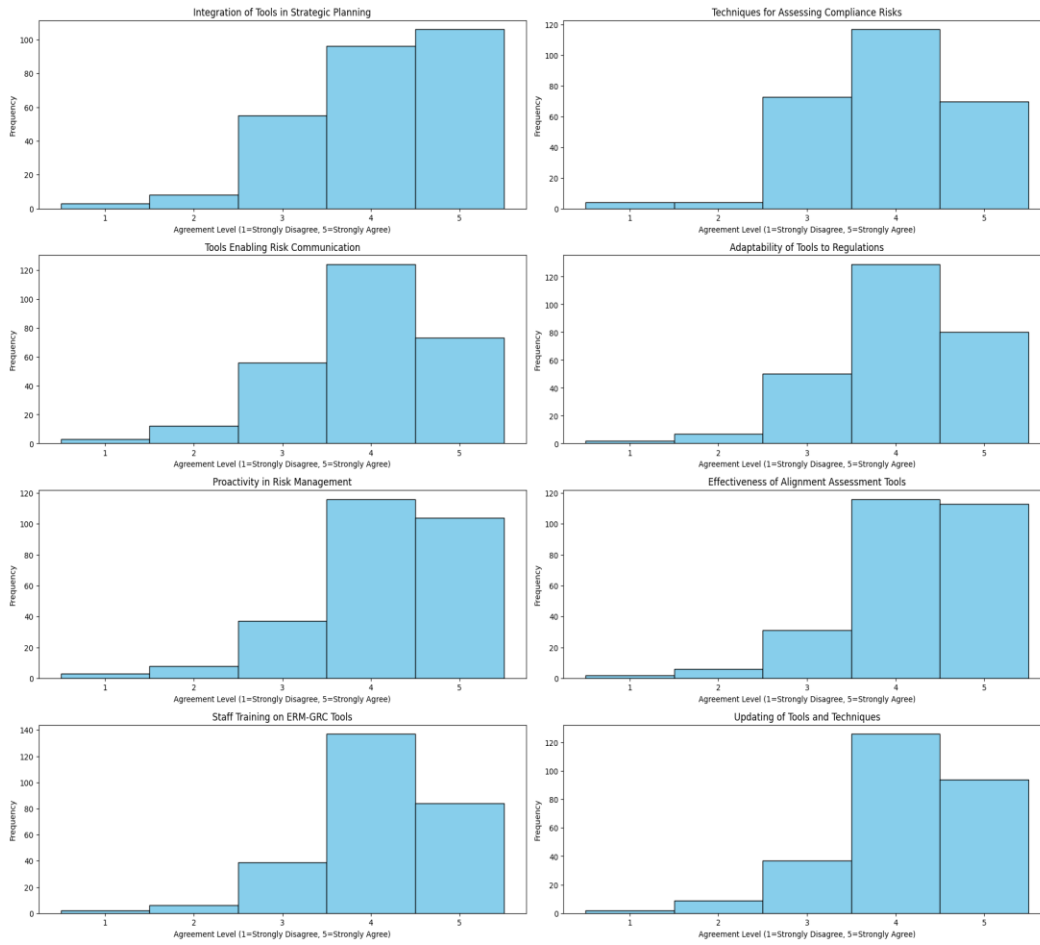 Integration of Tools in Strategic Planning
Frequency
100
80
60
40
20
0
1 2 3 4 5
Agreement Level (1=Strongly Disagree, 5=Strongly Agree)
Techniques for Assessing Compliance Risks
Frequency
120
100
80
60
40
20
0
1 2 3 4 5
Agreement Level (1=Strongly Disagree, 5=Strongly Agree)
Tools Enabling Risk Communication
Frequency
120
100
80
60
40
20
0
1 2 3 4 5
Agreement Level (1=Strongly Disagree, 5=Strongly Agree)
Adaptability of Tools to Regulations
Frequency
120
100
80
60
40
20
0
1 2 3 4 5
Agreement Level (1=Strongly Disagree, 5=Strongly Agree)
Proactivity in Risk Management
Frequency
120
100
80
60
40
20
0
1 2 3 4 5
Agreement Level (1=Strongly Disagree, 5=Strongly Agree)
Effectiveness of Alignment Assessment Tools
Frequency
120
100
80
60
40
20
0
1 2 3 4 5
Agreement Level (1=Strongly Disagree, 5=Strongly Agree)
Staff Training on ERM-GRC Tools
Frequency
140
120
100
80
60
40
20
0
1 2 3 4 5
Agreement Level (1=Strongly Disagree, 5=Strongly Agree)
Updating of Tools and Techniques
Frequency
120
100
80
60
40
20
0
1 2 3 4 5
Agreement Level (1=Strongly Disagree, 5=Strongly Agree)